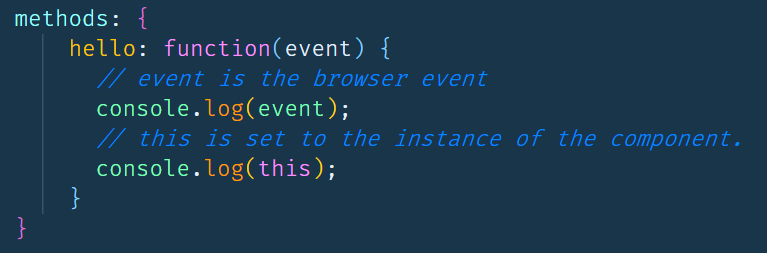 methods: {
hello: function(event) {
// event is the browser event
console.log(event);
// this is set to the instance of the component.
console.log(this);
}
}